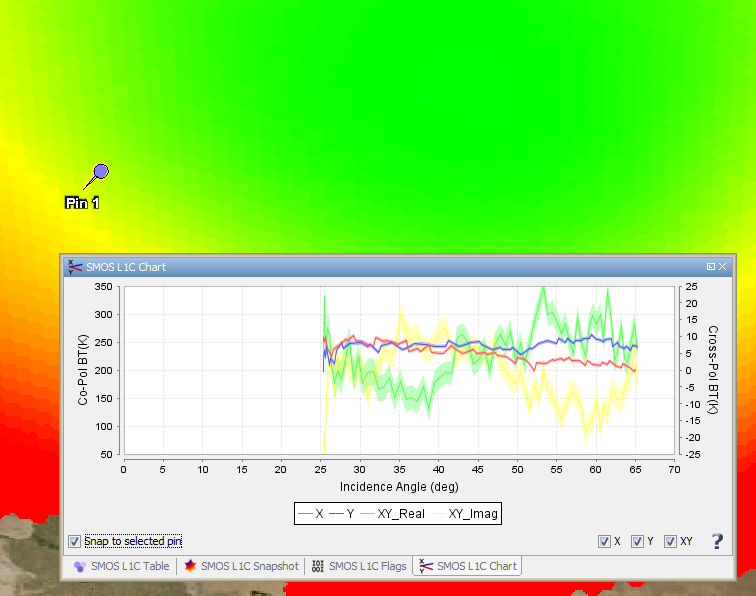 Pin 1
SMOS L1C Chart
350
300
250
200
150
100
50
Co-Pol BT(K)
25
20
15
10
5
0
-5
-10
-15
-20
-25
Cross-Pol BT(K)
0 5 10 15 20 25 30 35 40 45 50 55 60 65 70
Incidence Angle (deg)
X Y XY_Real XY_Imag
Snap to selected pin X Y XY ?
SMOS L1C Table SMOS L1C Snapshot SMOS L1C Flags SMOS L1C Chart